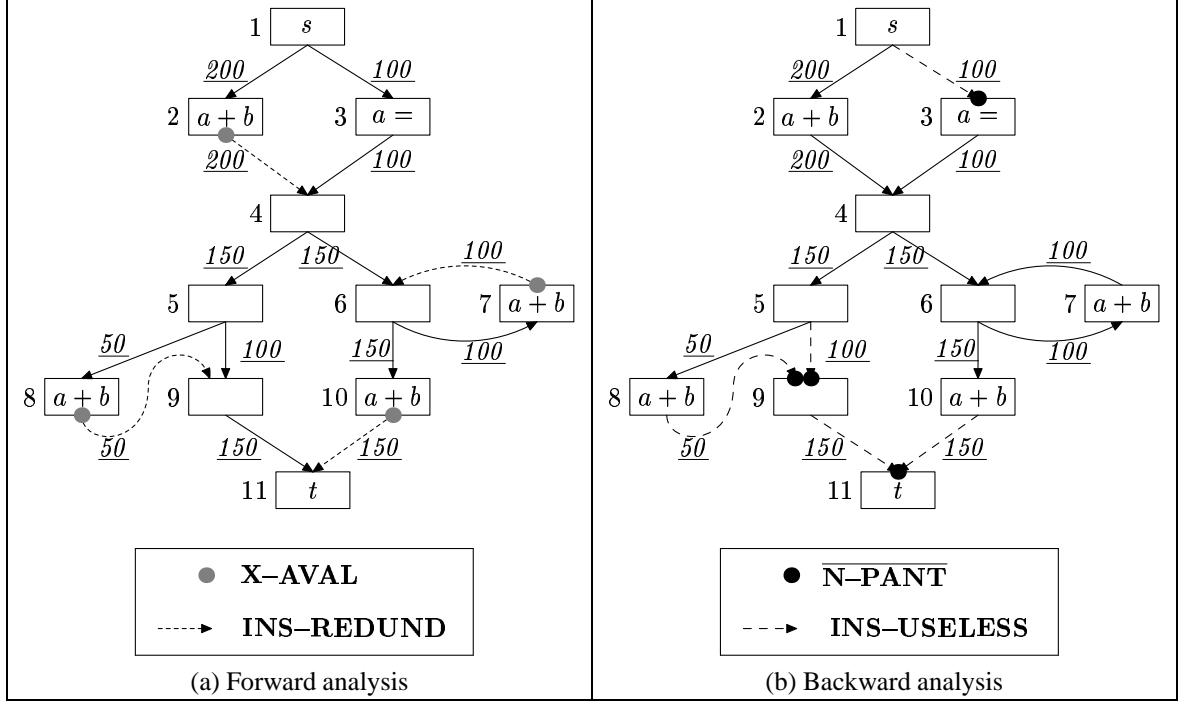 1 s
200 100
2 a + b 3 a =
200 100
4
150 150 100
5 6 7 a + b
50 100 150 100
8 a + b 9 10 a + b
50 150 150
11 t
X–AVAL
INS–REDUND
(a) Forward analysis
1 s
200 100
2 a + b 3 a =
200 100
4
150 150 100
5 6 7 a + b
50 100 150 100
8 a + b 9 10 a + b
50 150 150
11 t
N–PANT
INS–USELESS
(b) Backward analysis